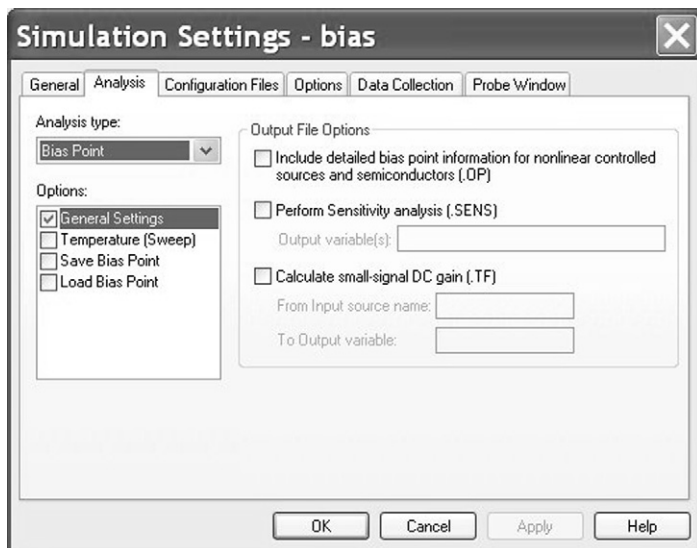 Simulation Settings - bias
General Analysis Configuration Files Options Data Collection Probe Window
Analysis type:
Bias Point
Options:
General Settings
Temperature (Sweep)
Save Bias Point
Load Bias Point
Output File Options
Include detailed bias point information for nonlinear controlled
sources and semiconductors (.OP)
Perform Sensitivity analysis (.SENS)
Output variable(s):
Calculate small-signal DC gain (.TF)
From Input source name:
To Output variable:
OK Cancel Apply Help